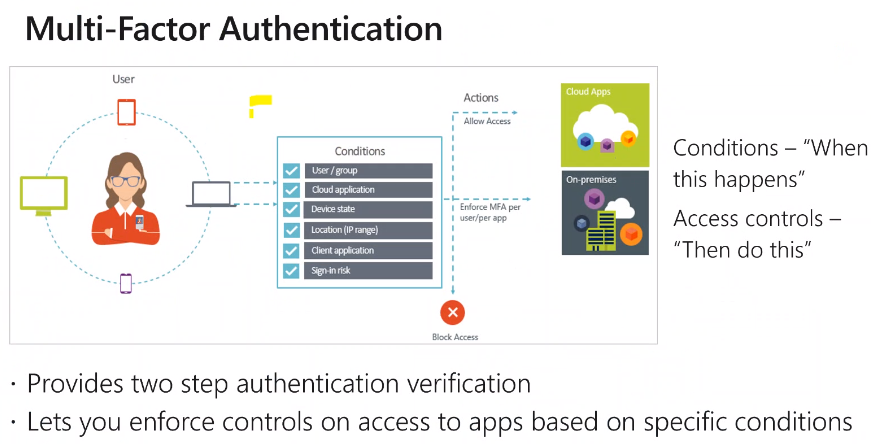 Multi-Factor Authentication
User
Conditions
User / group
Cloud application
Device state
Location (IP range)
Client application
Sign-in risk
Actions
Allow Access
Enforce MFA per
user/per app
Block Access
Cloud Apps
On-premises
Conditions – “When
this happens”
Access controls –
“Then do this”
· Provides two step authentication verification
· Lets you enforce controls on access to apps based on specific conditions